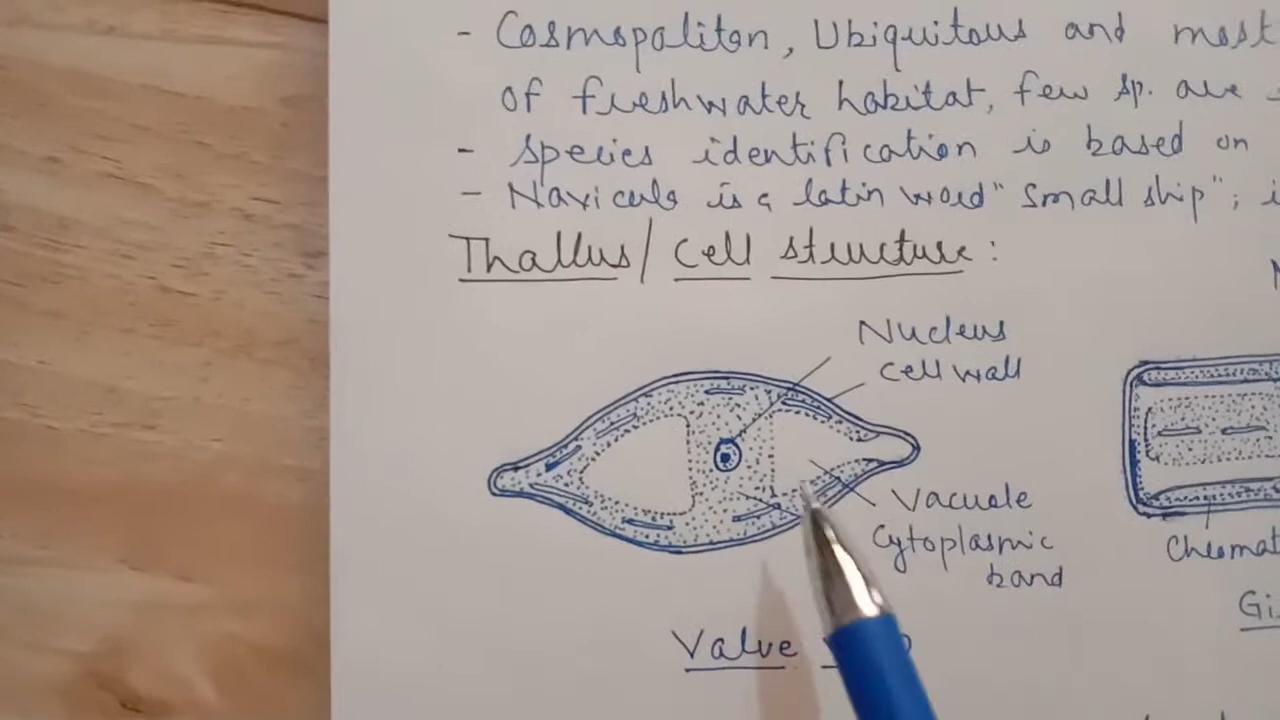 - Cosmopoliton, Ubiquitous and most
of freshwater habitat, few sp. are
- Species identification is based on
- Navicula is a latin word "small ship"; i
Thallus/ Cell structure:
Nucleus
cell wall
Vacuole
Cytoplasmic
band
Chromat
Gi
Valve